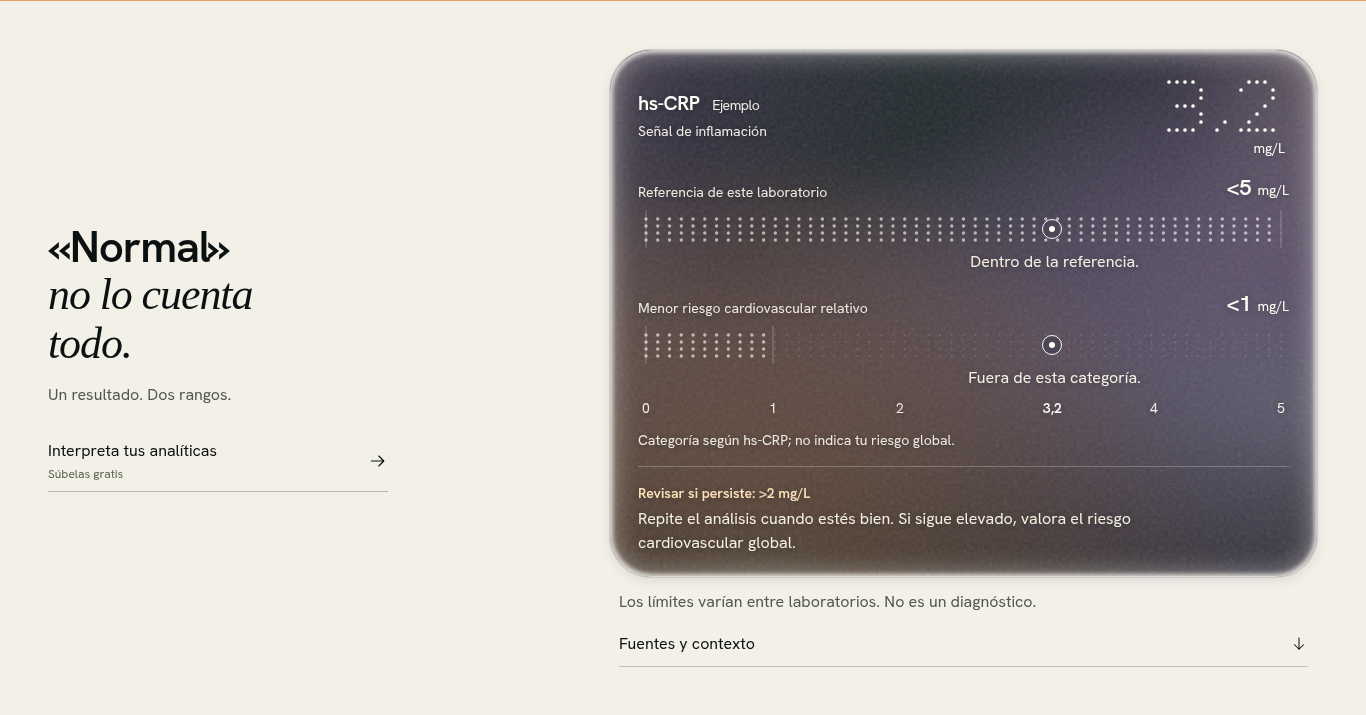 «Normal»
no lo cuenta
todo.
Un resultado. Dos rangos.
Interpreta tus analíticas
Súbelas gratis
hs-CRP Ejemplo
Señal de inflamación
3,2
mg/L
Referencia de este laboratorio
<5 mg/L
Dentro de la referencia.
Menor riesgo cardiovascular relativo
<1 mg/L
Fuera de esta categoría.
0 1 2 3,2 4 5
Categoría según hs-CRP; no indica tu riesgo global.
Revisar si persiste: >2 mg/L
Repite el análisis cuando estés bien. Si sigue elevado, valora el riesgo
cardiovascular global.
Los límites varían entre laboratorios. No es un diagnóstico.
Fuentes y contexto